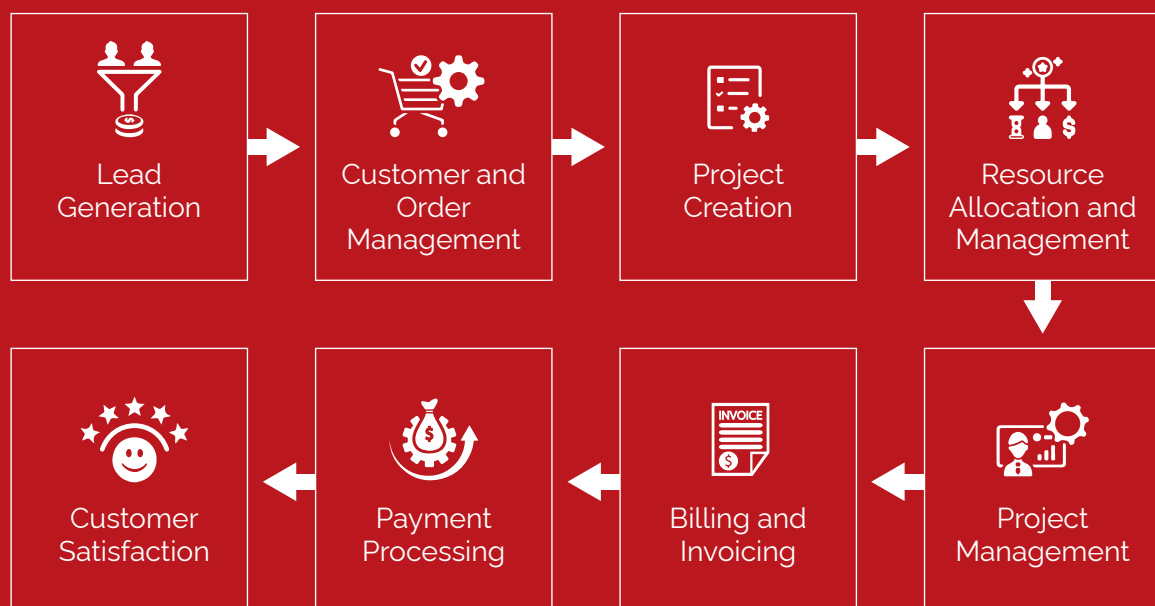 Lead
Generation
Customer and
Order
Management
Project
Creation
Resource
Allocation and
Management
Project
Management
INVOICE
$
Billing and
Invoicing
$
Payment
Processing
Customer
Satisfaction